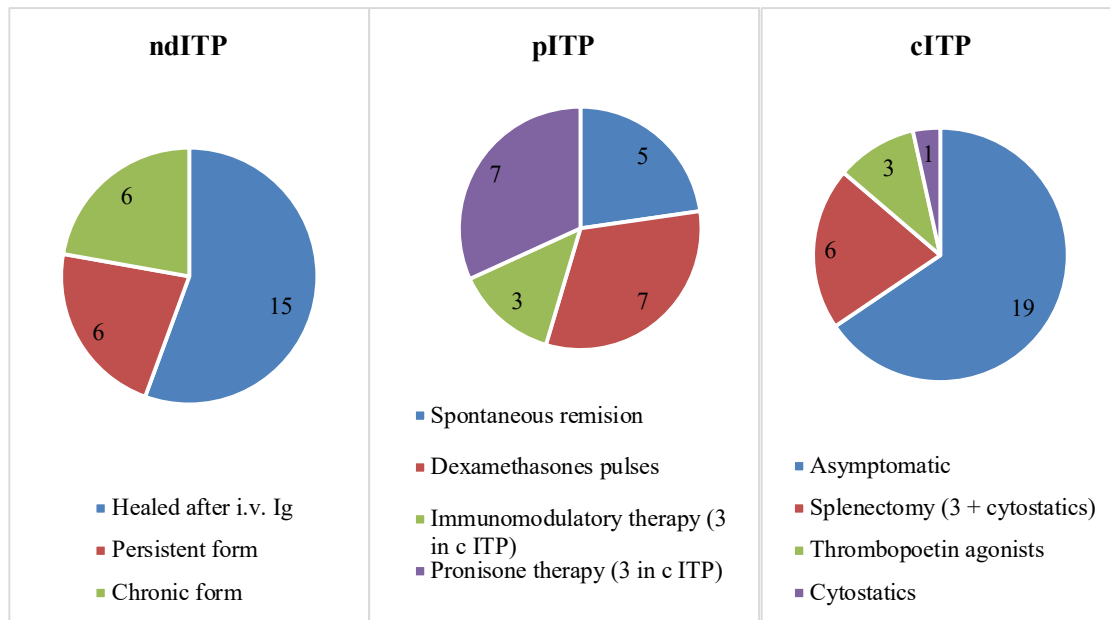 ndITP
6
15
6
Healed after i.v. Ig
Persistent form
Chronic form
pITP
7
5
3
7
Spontaneous remision
Dexamethasones pulses
Immunomodulatory therapy (3
in c ITP)
Pronisone therapy (3 in c ITP)
cITP
1
3
6
19
Asymptomatic
Splenectomy (3 + cytostatics)
Thrombopoetin agonists
Cytostatics